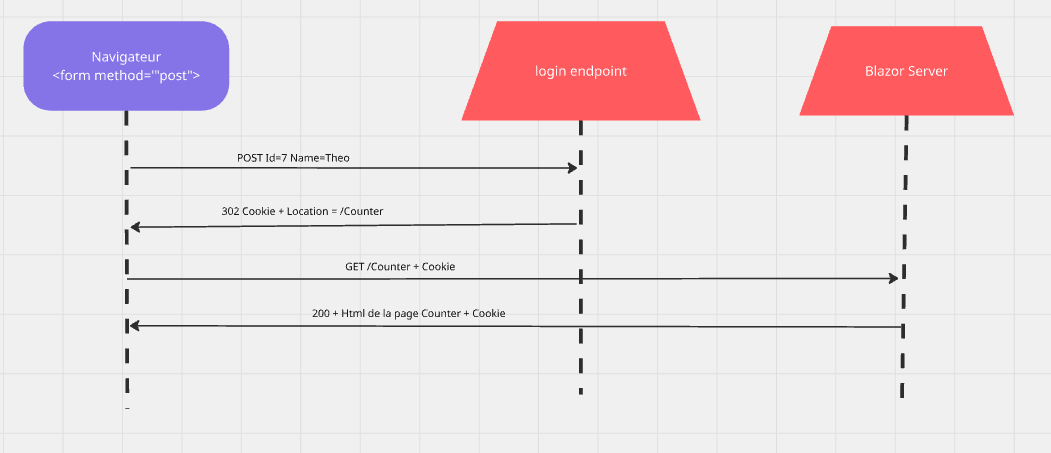 Navigateur
<form method='"post">
login endpoint
Blazor Server
POST Id=7 Name=Theo
302 Cookie + Location = /Counter
GET /Counter + Cookie
200 + Html de la page Counter + Cookie